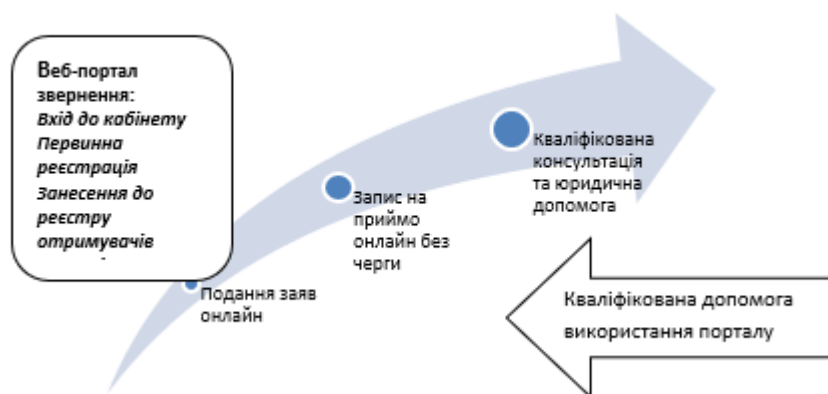 Веб-портал
звернення:
Вхід до кабінету
Первинна
реєстрація
Занесення до
реєстру
отримувачів
Подання заяв
онлайн
Запис на
приймо
онлайн без
черги
Кваліфікована
консультація
та юридична
допомога
Кваліфікована допомога
використання порталу